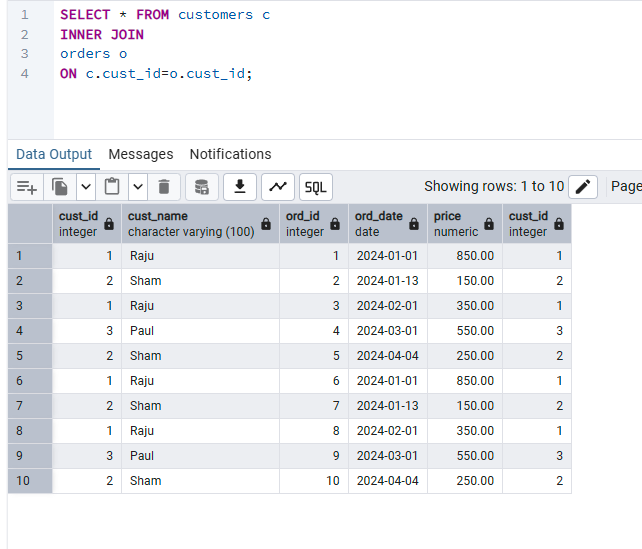 1 SELECT * FROM customers c
2 INNER JOIN
3 orders o
4 ON c.cust_id=o.cust_id;
Data Output Messages Notifications
SQL Showing rows: 1 to 10 Page
cust_id cust_name ord_id ord_date price cust_id
integer character varying (100) integer date numeric integer
1 1 Raju 1 2024-01-01 850.00 1
2 2 Sham 2 2024-01-13 150.00 2
3 1 Raju 3 2024-02-01 350.00 1
4 3 Paul 4 2024-03-01 550.00 3
5 2 Sham 5 2024-04-04 250.00 2
6 1 Raju 6 2024-01-01 850.00 1
7 2 Sham 7 2024-01-13 150.00 2
8 1 Raju 8 2024-02-01 350.00 1
9 3 Paul 9 2024-03-01 550.00 3
10 2 Sham 10 2024-04-04 250.00 2